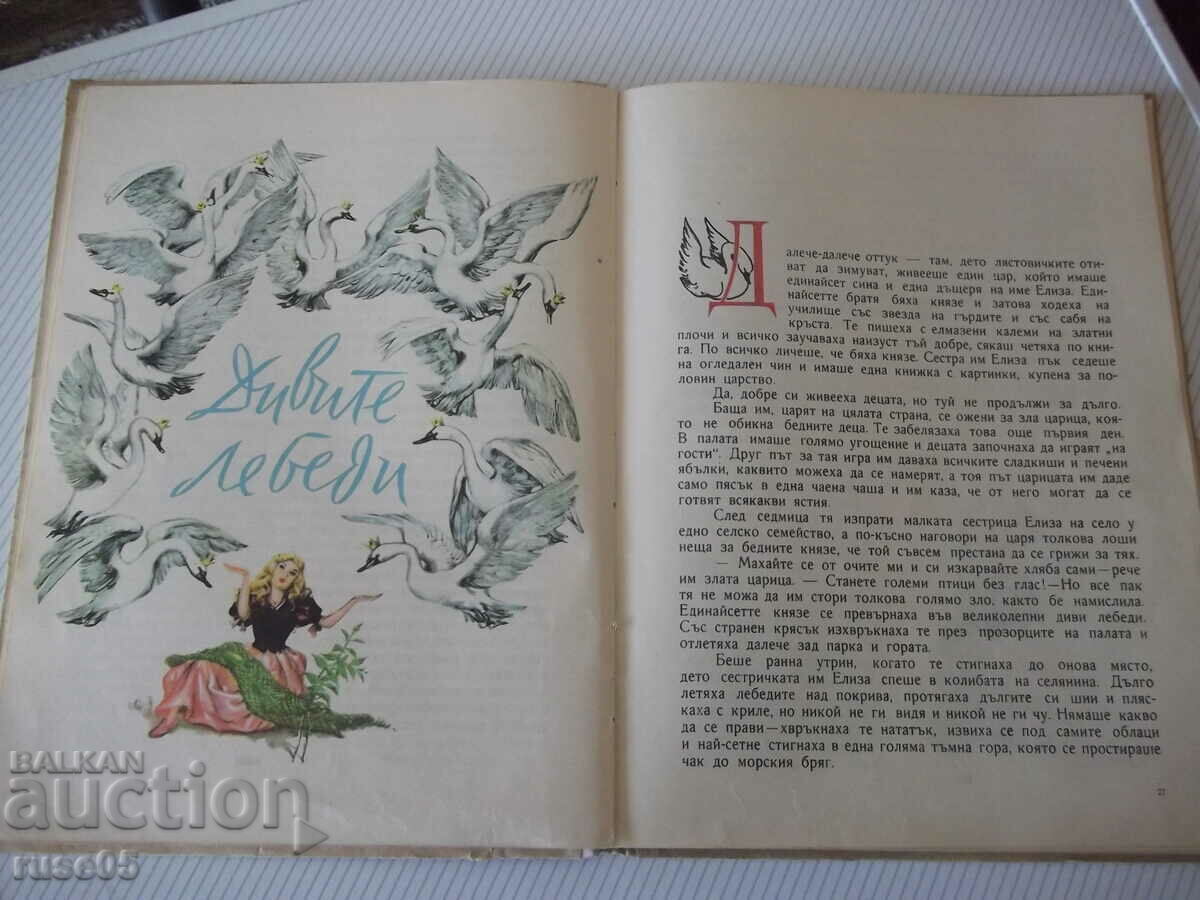 Дивите
лебеди
Далече-далече оттук — там, дето лястовичките оти-
ват да зимуват, живееше един цар, който имаше
единайсет сина и една дъщеря на име Елиза. Еди-
найсетте братя бяха князе и затова ходеха на
училище със звезда на гърдите и със сабя на
кръста. Те пишеха с елмазени калеми на златни
плочи и всичко заучаваха наизуст тъй добре, сякаш четяха по кни-
га. По всичко личеше, че бяха князе. Сестра им Елиза пък седеше
на огледален чин и имаше една книжка с картинки, купена за по-
ловин царство.
Да, добре си живееха децата, но туй не продължи за дълго.
Баща им, царят на цялата страна, се ожени за зла царица, коя-
то не обикна бедните деца. Те забелязаха това още първия ден.
В палата имаше голямо угощение и децата започнаха да играят „на
гости“. Друг път за тая игра им даваха всичките сладкиши и печени
ябълки, каквито можеха да се намерят, а тоя път царицата им даде
само пясък в една чаена чаша и им каза, че от него могат да се
готвят всякакви ястия.
След седмица тя изпрати малката сестрица Елиза на село у
едно селско семейство, а по-късно наговори на царя толкова лоши
неща за бедните князе, че той съвсем престана да се грижи за тях.
— Махайте се от очите ми и си изкарвайте хляба сами — рече
им злата царица. — Станете големи птици без глас! — Но все пак
тя не можа да им стори толкова голямо зло, както бе намислила.
Единайсетте князе се превърнаха във великолепни диви лебеди.
Със странен крясък изхвръкнаха те през прозорците на палата и
отлетяха далече зад парка и гората.
Беше ранна утрин, когато те стигнаха до онова място,
дето сестричката им Елиза спеше в колибата на селянина. Дълго
летяха лебедите над покрива, протягаха дългите си шии и пляс-
каха с криле, но никой не ги видя и никой не ги чу. Нямаше какво
да се прави — хвръкнаха те нататък, извиха се под самите облаци
и най-сетне стигнаха в една голяма тъмна гора, която се простираше
чак до морския бряг.
27
BALKAN
auction
ruse05